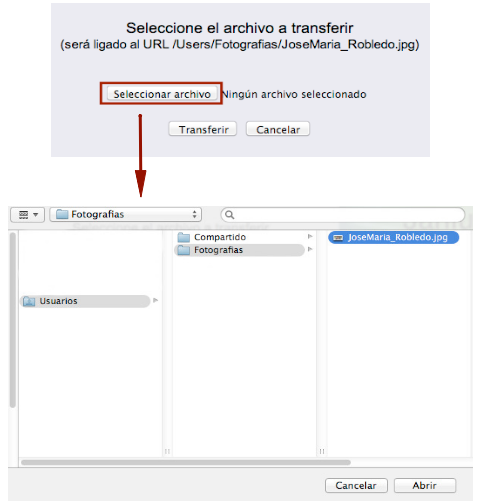 Seleccione el archivo a transferir
(será ligado al URL /Users/Fotografias/JoseMaria_Robledo.jpg)
Seleccionar archivo Ningún archivo seleccionado
Transferir Cancelar
Fotografias
Compartido JoseMaria_Robledo.jpg
Fotografias
Usuarios
Cancelar Abrir